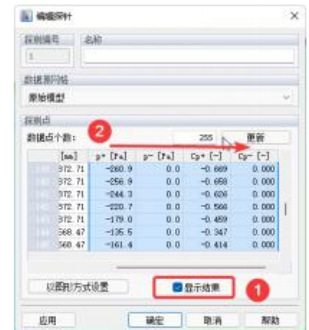 编辑探针
探测编号 名称
1
数据源网格
原始模型
探测点
数据点个数: 2 255 更新
[mm] p+ [Pa] p- [Pa] Cp+ [-] Cp- [-]
372.71 -260.9 0.0 -0.669 0.000
372.71 -256.9 0.0 -0.658 0.000
372.71 -244.3 0.0 -0.626 0.000
372.71 -220.7 0.0 -0.566 0.000
372.71 -179.0 0.0 -0.459 0.000
568.47 -135.5 0.0 -0.347 0.000
568.47 -161.4 0.0 -0.414 0.000
以图形方式设置 显示结果 1
应用 确定 取消 帮助